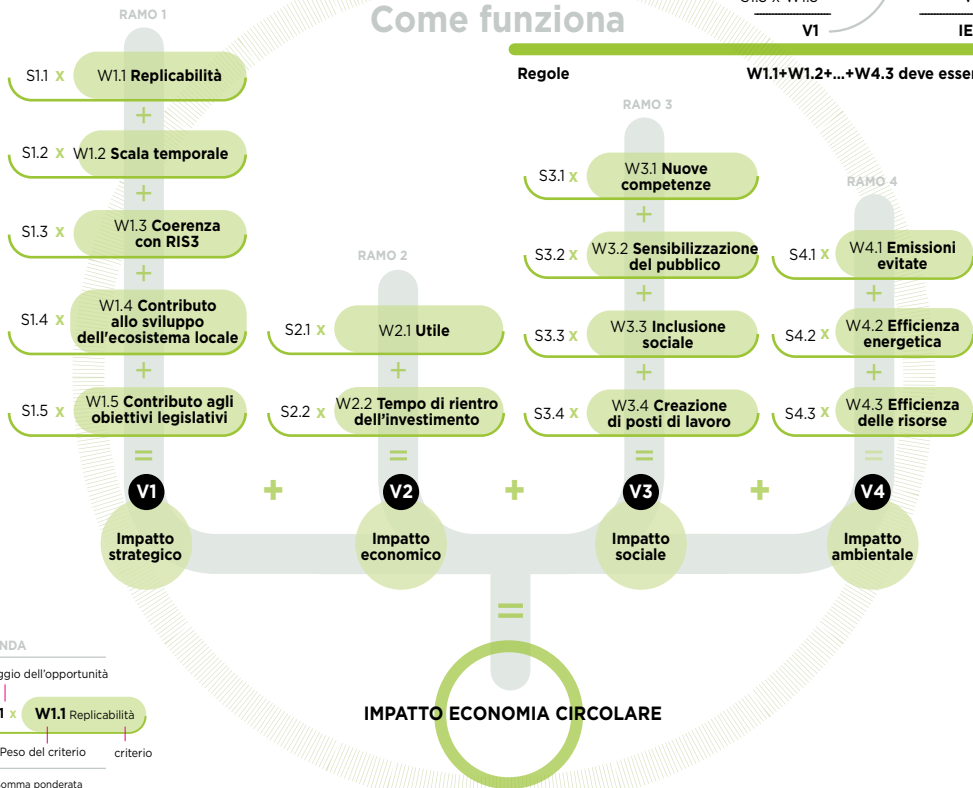 Come funziona
V1
IE
Regole
W1.1+W1.2+...+W4.3 deve esser
RAMO 1
S1.1 x W1.1 Replicabilità
+
S1.2 x W1.2 Scala temporale
+
S1.3 x W1.3 Coerenza
con RIS3
+
S1.4 x W1.4 Contributo
allo sviluppo
dell'ecosistema locale
+
S1.5 x W1.5 Contributo agli
obiettivi legislativi
=
V1
Impatto
strategico
+
RAMO 2
S2.1 x W2.1 Utile
+
S2.2 x W2.2 Tempo di rientro
dell'investimento
=
V2
Impatto
economico
+
RAMO 3
S3.1 x W3.1 Nuove
competenze
+
S3.2 x W3.2 Sensibilizzazione
del pubblico
+
S3.3 x W3.3 Inclusione
sociale
+
S3.4 x W3.4 Creazione
di posti di lavoro
=
V3
Impatto
sociale
+
RAMO 4
S4.1 x W4.1 Emissioni
evitate
+
S4.2 x W4.2 Efficienza
energetica
+
S4.3 x W4.3 Efficienza
delle risorse
=
V4
Impatto
ambientale
=
IMPATTO ECONOMIA CIRCOLARE
NDA
ggio dell'opportunità
1 x W1.1 Replicabilità
Peso del criterio criterio
omma ponderata